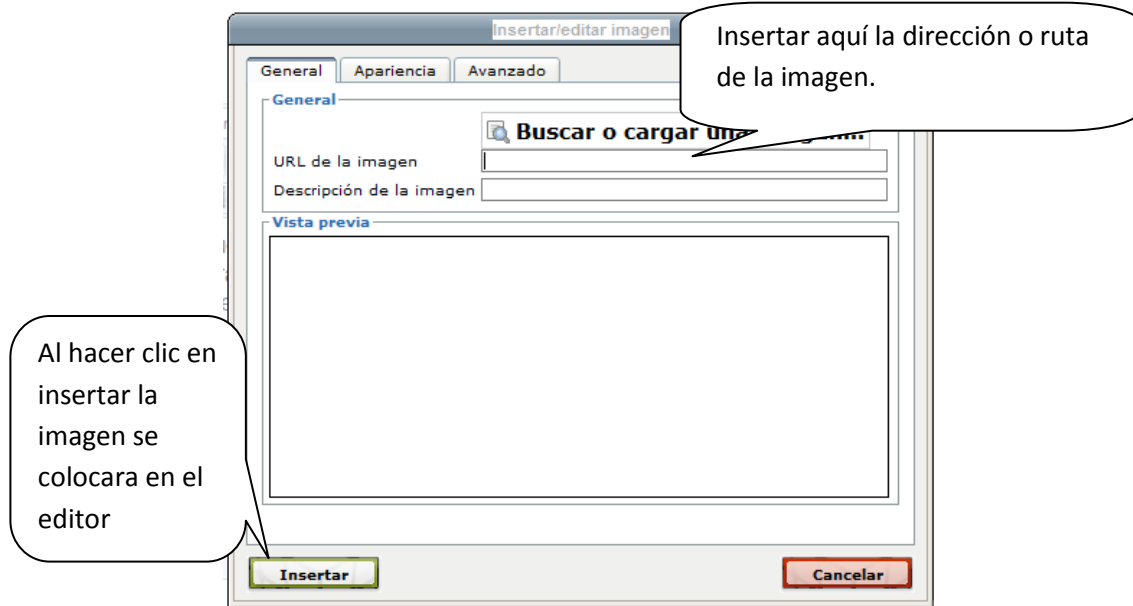 Insertar/editar imagen
Insertar aquí la dirección o ruta
de la imagen.
General Apariencia Avanzado
General
Buscar o cargar una
URL de la imagen
Descripción de la imagen
Vista previa
Al hacer clic en
insertar la
imagen se
colocara en el
editor
Insertar
Cancelar